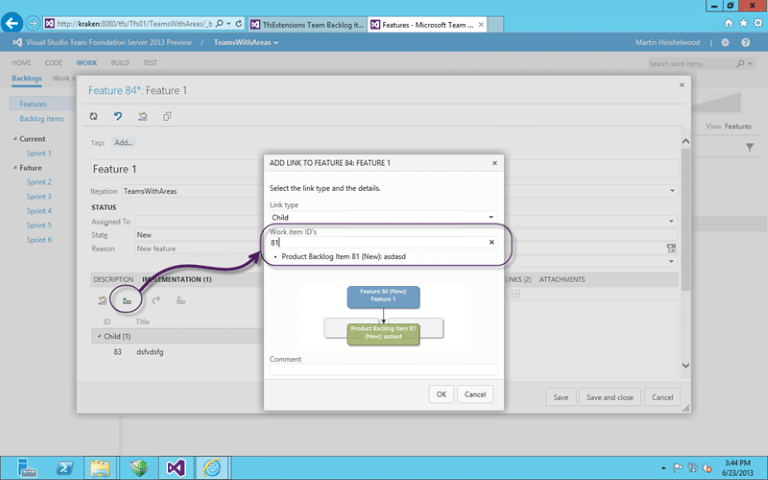 http://kraken:8080/tfs/Tfs01/TeamsWithAreas/_b
TfsExtensions Team Backlog it...
Features - Microsoft Team ...
Visual Studio Team Foundation Server 2013 Preview / TeamsWithAreas
Martin Hinshelwood
HOME CODE WORK BUILD TEST
Search work items
Backlogs Work it
Features
Backlog items
Current
Sprint 1
Future
Sprint 2
Sprint 3
Sprint 4
Sprint 5
Sprint 6
View Features
Feature 84*: Feature 1
Tags Add...
Feature 1
Iteration TeamsWithAreas
STATUS
Assigned To
State New
Reason New feature
DESCRIPTION IMPLEMENTATION (1)
LINKS (2) ATTACHMENTS
ID Title
Child (1)
83 dsfvdsfg
Save Save and close Cancel
ADD LINK TO FEATURE 84: FEATURE 1
Select the link type and the details.
Link type
Child
Work item ID's
81
Product Backlog Item 81 (New): asdasd
Feature 84 (New):
Feature 1
Product Backlog Item 81
(New): asdasd
Comment
OK Cancel
3:44 PM
6/23/2013